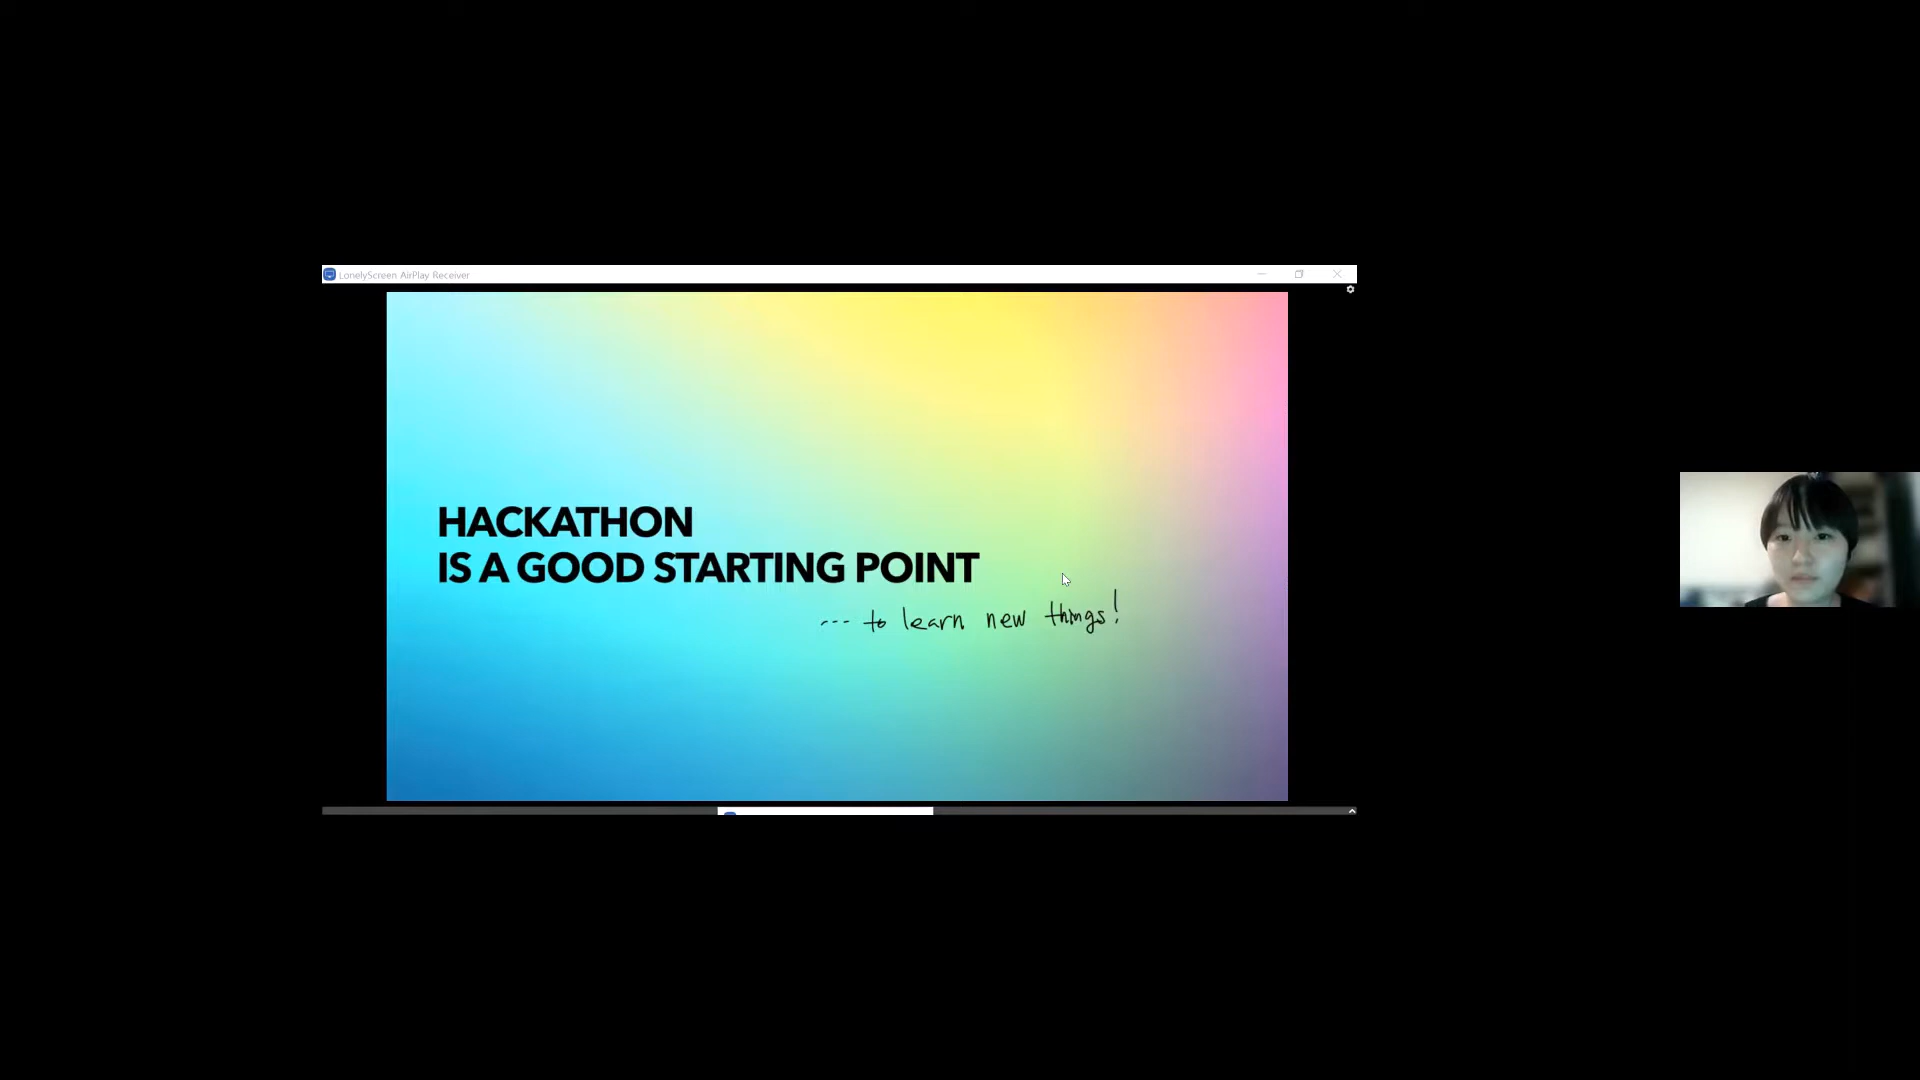 LonelyScreen AirPlay Receiver
HACKATHON
IS A GOOD STARTING POINT
--- to learn new things!